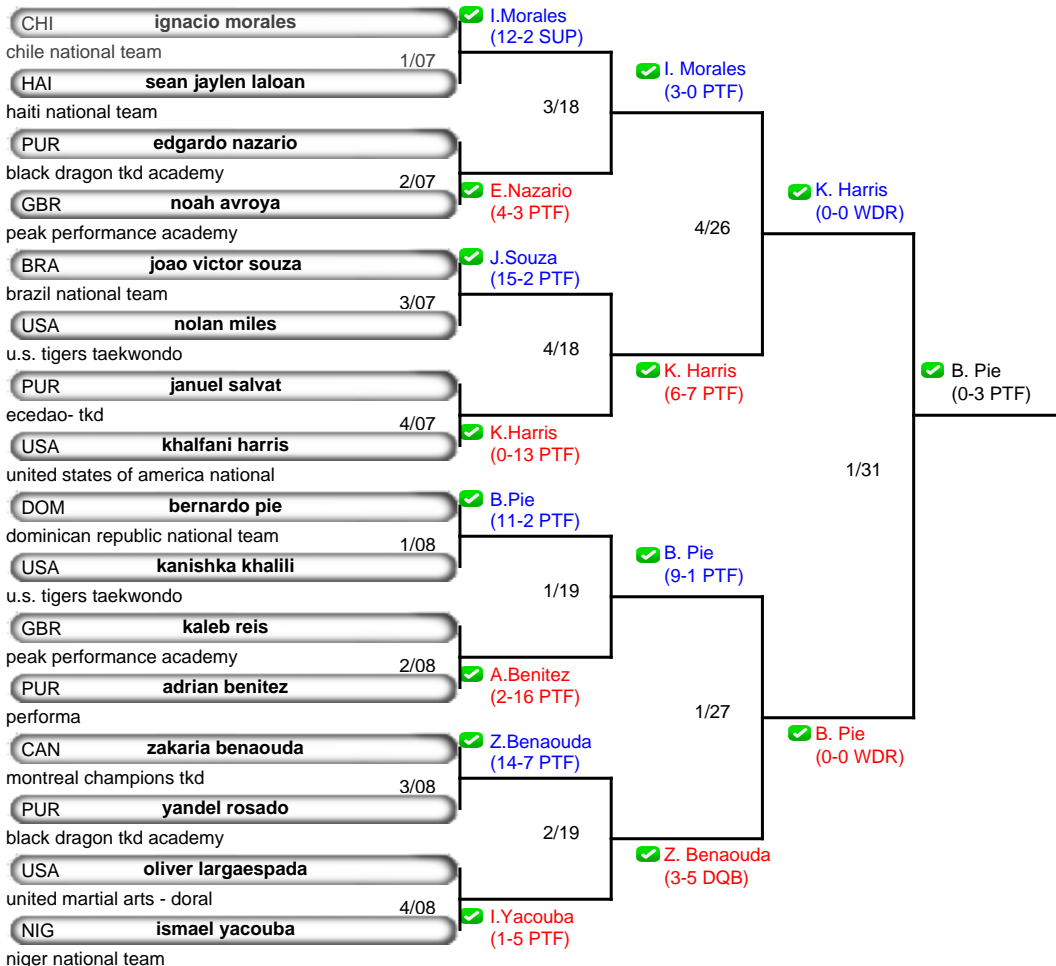 CHI ignacio morales
chile national team
1/07
HAI sean jaylen laloan
haiti national team
PUR edgardo nazario
black dragon tkd academy
2/07
GBR noah avroya
peak performance academy
BRA joao victor souza
brazil national team
3/07
USA nolan miles
u.s. tigers taekwondo
PUR januel salvat
ecedao- tkd
4/07
USA khalfani harris
united states of america national
DOM bernardo pie
dominican republic national team
1/08
USA kanishka khalili
u.s. tigers taekwondo
GBR kaleb reis
peak performance academy
2/08
PUR adrian benitez
performa
CAN zakaria benaouda
montreal champions tkd
3/08
PUR yandel rosado
black dragon tkd academy
USA oliver largaespada
united martial arts - doral
4/08
NIG ismael yacouba
niger national team
I.Morales
(12-2 SUP)
3/18
E.Nazario
(4-3 PTF)
J.Souza
(15-2 PTF)
4/18
K.Harris
(0-13 PTF)
B.Pie
(11-2 PTF)
1/19
A.Benitez
(2-16 PTF)
Z.Benaouda
(14-7 PTF)
2/19
I.Yacouba
(1-5 PTF)
I. Morales
(3-0 PTF)
4/26
K. Harris
(6-7 PTF)
B. Pie
(9-1 PTF)
1/27
Z. Benaouda
(3-5 DQB)
K. Harris
(0-0 WDR)
1/31
B. Pie
(0-0 WDR)
B. Pie
(0-3 PTF)